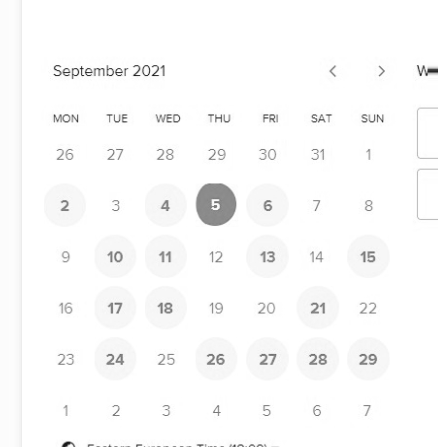 September 2021 < >
MON TUE WED THU FRI SAT SUN
26 27 28 29 30 31 1
2 3 4 5 6 7 8
9 10 11 12 13 14 15
16 17 18 19 20 21 22
23 24 25 26 27 28 29
1 2 3 4 5 6 7